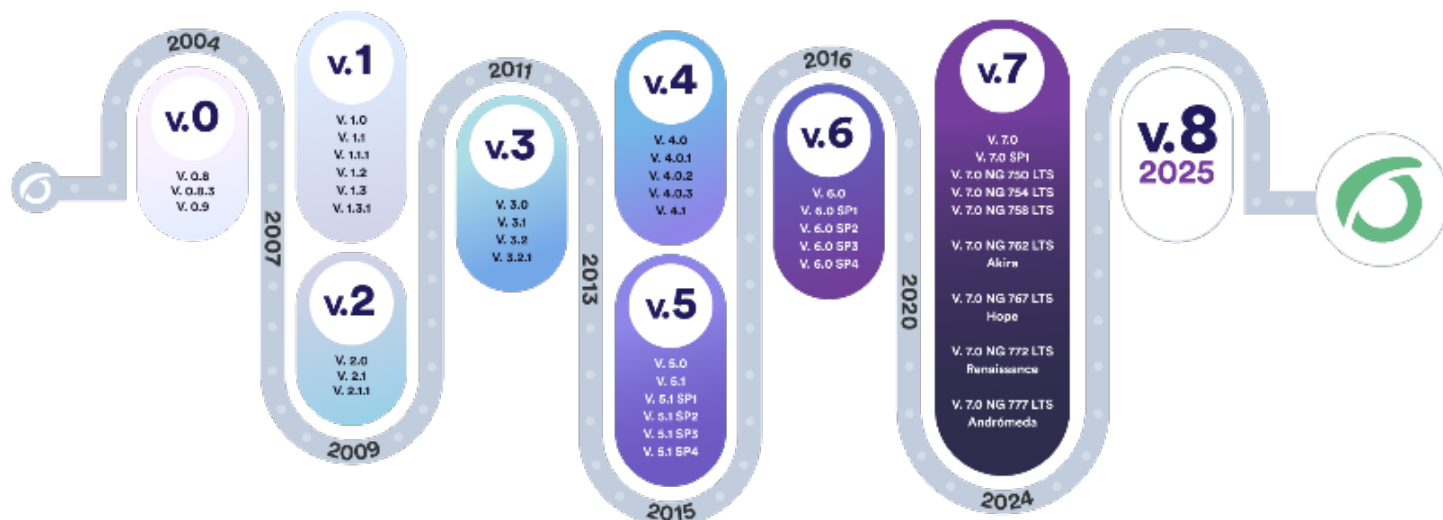 2004
v.0
V. 0.8
V. 0.8.3
V. 0.9
2007
v.1
V. 1.0
V. 1.1
V. 1.1.1
V. 1.2
V. 1.3
V. 1.3.1
v.2
V. 2.0
V. 2.1
V. 2.1.1
2009
2011
v.3
V. 3.0
V. 3.1
V. 3.2
V. 3.2.1
2013
v.4
V. 4.0
V. 4.0.1
V. 4.0.2
V. 4.0.3
V. 4.1
v.5
V. 5.0
V. 5.1
V. 5.1 SP1
V. 5.1 SP2
V. 5.1 SP3
V. 5.1 SP4
2015
2016
v.6
V. 6.0
V. 6.0 SP1
V. 6.0 SP2
V. 6.0 SP3
V. 6.0 SP4
2020
v.7
V. 7.0
V. 7.0 SP1
V. 7.0 NG 750 LTS
V. 7.0 NG 754 LTS
V. 7.0 NG 758 LTS
V. 7.0 NG 762 LTS
Akira
V. 7.0 NG 767 LTS
Hope
V. 7.0 NG 772 LTS
Renaissance
V. 7.0 NG 777 LTS
Andrómeda
2024
v.8
2025